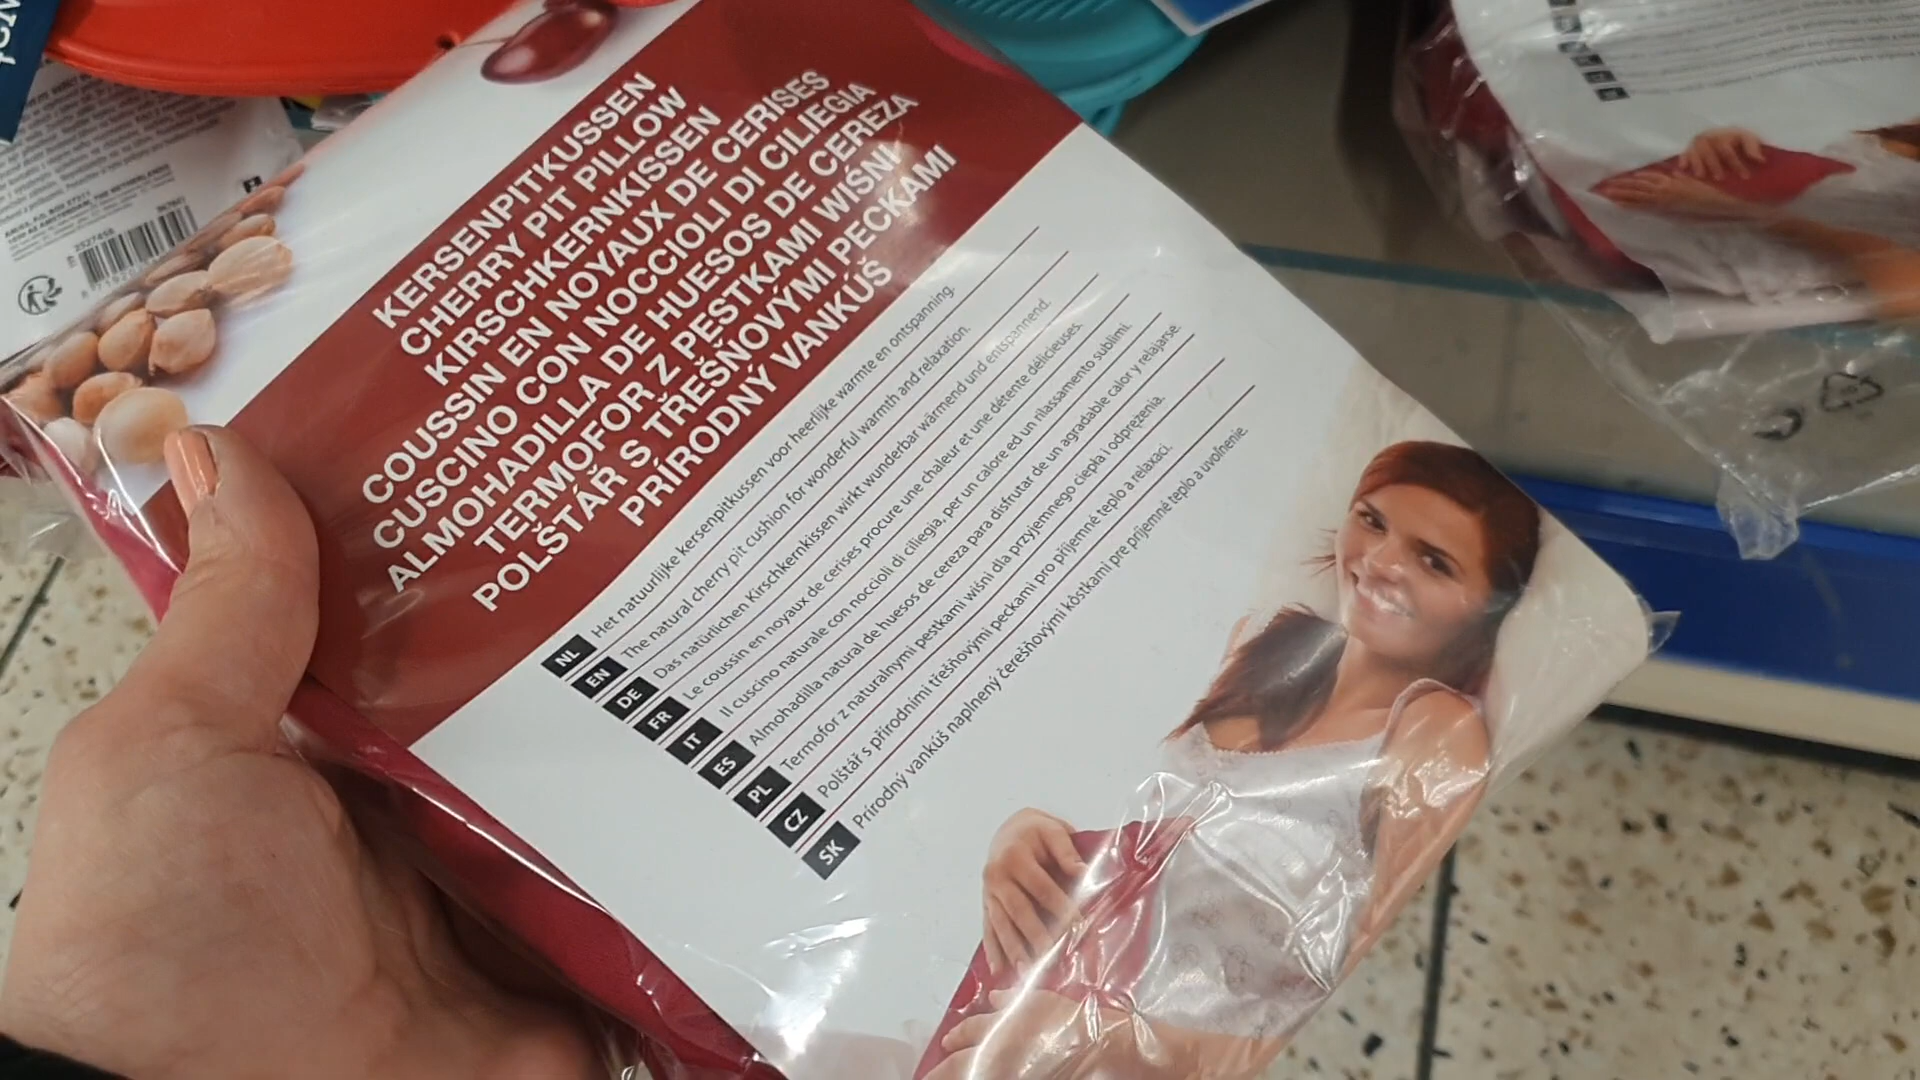 KERSENPITKUSSEN
CHERRY PIT PILLOW
KIRSCHKERNKISSEN
COUSSIN EN NOYAUX DE CERISES
CUSCINO CON NOCCIOLI DI CILIEGIA
ALMOHADILLA DE HUESOS DE CEREZA
TERMOFOR Z PESTKAMI WIŚNI
POLŠTÁŘ S TŘEŠŇOVÝMI PECKAMI
PRÍRODNÝ VANKÚŠ
NL Het natuurlijke kersenpitkussen voor heerlijke warmte en ontspanning.
EN The natural cherry pit cushion for wonderful warmth and relaxation.
DE Das natürlichen Kirschkernkissen wirkt wunderbar wärmend und entspannend.
FR Le coussin en noyaux de cerises procure une chaleur et une détente délicieuses.
IT Il cuscino naturale con noccioli di ciliegia, per un calore ed un rilassamento sublimi.
ES Almohadilla natural de huesos de cereza para disfrutar de un agradable calor y relajarse.
PL Termofor z naturalnymi pestkami wiśni dla przyjemnego ciepła i odprężenia.
CZ Polštář s přírodními třešňovými peckami pro příjemné teplo a relaxaci.
SK Prírodný vankúš naplnený čerešňovými kôstkami pre príjemné teplo a uvoľnenie.
2527456